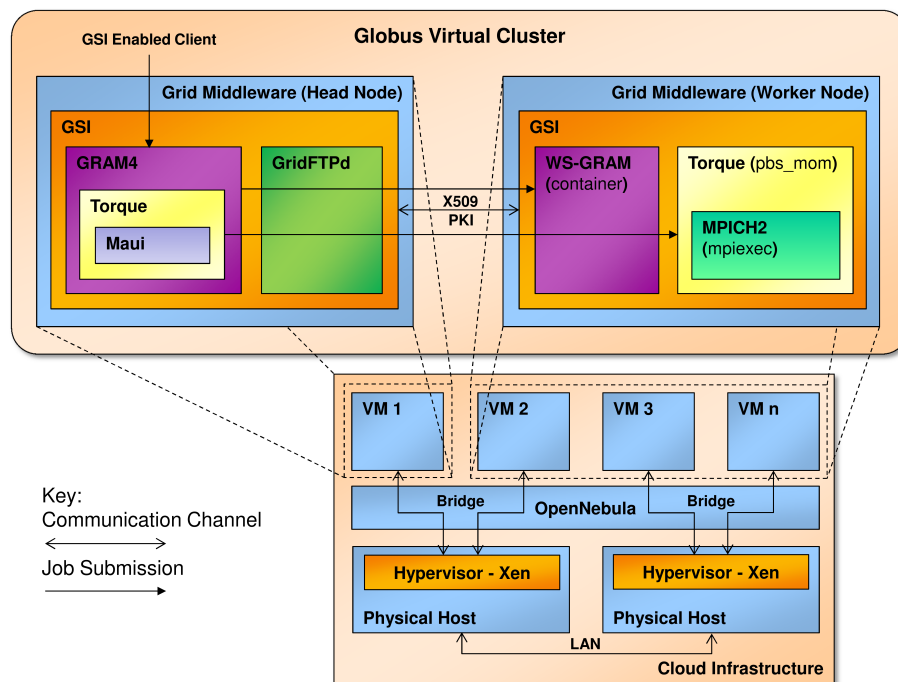 Globus Virtual Cluster
GSI Enabled Client
Grid Middleware (Head Node)
GSI
GRAM4
Torque
Maui
GridFTPd
X509
PKI
Grid Middleware (Worker Node)
GSI
WS-GRAM
(container)
Torque (pbs_mom)
MPICH2
(mpiexec)
VM 1
VM 2
VM 3
VM n
Bridge
OpenNebula
Bridge
Hypervisor - Xen
Physical Host
Hypervisor - Xen
Physical Host
LAN
Cloud Infrastructure
Key:
Communication Channel
Job Submission